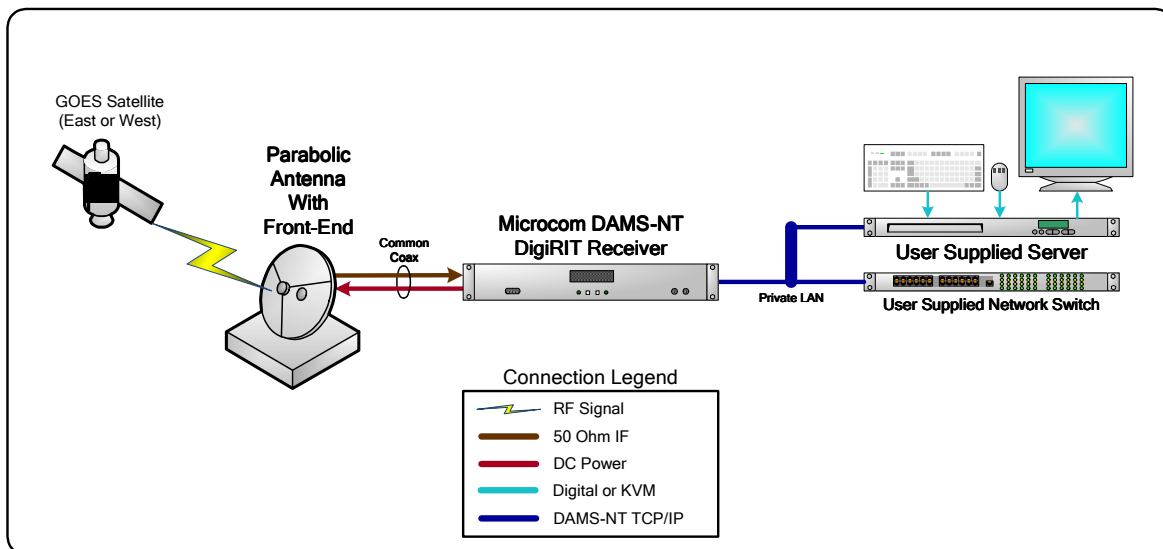 GOES Satellite
(East or West)
Parabolic
Antenna
With
Front-End
Common
Coax
Microcom DAMS-NT
DigiRIT Receiver
Private LAN
User Supplied Server
User Supplied Network Switch
Connection Legend
RF Signal
50 Ohm IF
DC Power
Digital or KVM
DAMS-NT TCP/IP